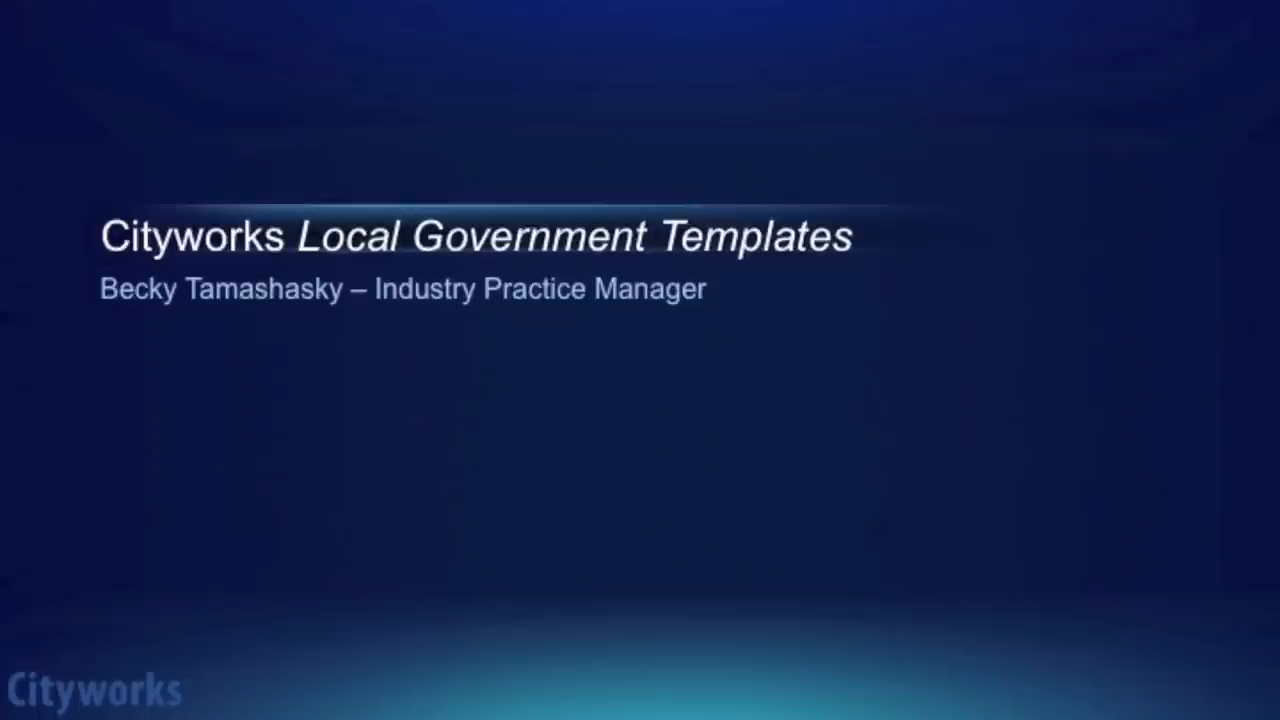 Cityworks Local Government Templates
Becky Tamashasky – Industry Practice Manager
Cityworks